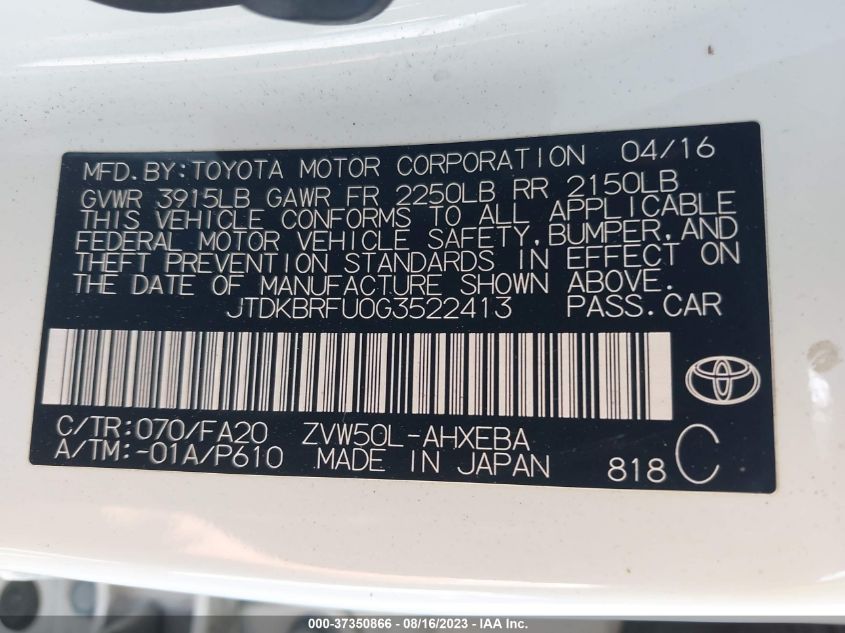 MFD. BY: TOYOTA MOTOR CORPORATION 04/16
GVWR 3915LB GAWR FR 2250LB RR 2150LB
THIS VEHICLE CONFORMS TO ALL APPLICABLE
FEDERAL MOTOR VEHICLE SAFETY, BUMPER, AND
THEFT PREVENTION STANDARDS IN EFFECT ON
THE DATE OF MANUFACTURE SHOWN ABOVE.
JTDKBRFU0G3522413 PASS.CAR
C/TR: 070/FA20 ZVW50L-AHXEBA
A/TM: -01A/P610 MADE IN JAPAN 818 C
000-37350866 - 08/16/2023 - IAA Inc.